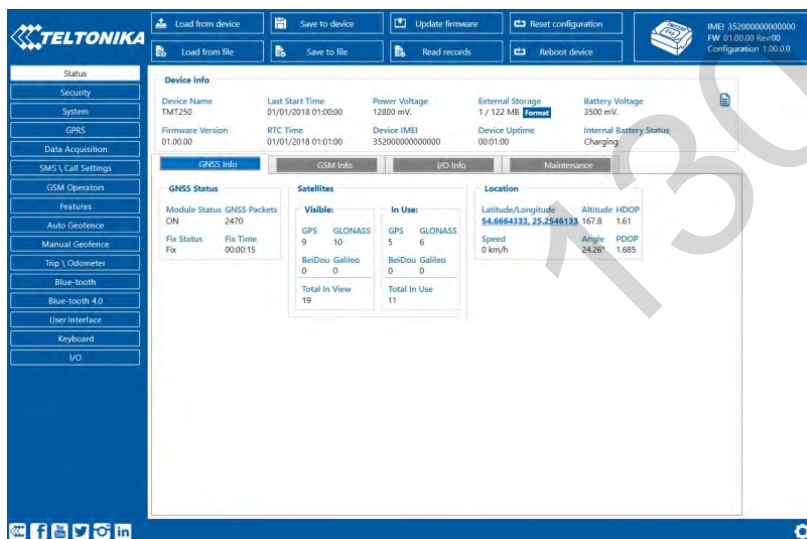 TELTONIKA
Load from device
Save to device
Update firmware
Reset configuration
Load from file
Save to file
Read records
Reboot device
IMEI 352000000000000
FW 01.00.00 Rev:00
Configuration 1.00.0.0
Status
Security
System
GPRS
Data Acquisition
SMS \ Call Settings
GSM Operators
Features
Auto Geofence
Manual Geofence
Trip \ Odometer
Blue-tooth
Blue-tooth 4.0
User Interface
Keyboard
I/O
Device Info
Device Name Last Start Time Power Voltage External Storage Battery Voltage
TMT250 01/01/2018 01:00:00 12800 mV. 1 / 122 MB Format 3500 mV.
Firmware Version RTC Time Device IMEI Device Uptime Internal Battery Status
01.00.00 01/01/2018 01:01:00 352000000000000 00:01:00 Charging
GNSS Info GSM Info I/O Info Maintenance
GNSS Status
Module Status GNSS Packets
ON 2470
Fix Status Fix Time
Fix 00:00:15
Satellites
Visible:
GPS GLONASS
9 10
BeiDou Galileo
0 0
Total In View
19
In Use:
GPS GLONASS
5 6
BeiDou Galileo
0 0
Total In Use
11
Location
Latitude/Longitude Altitude HDOP
54.6664333, 25.2546133 167.8 1.61
Speed Angle PDOP
0 km/h 24.26° 1.685
130